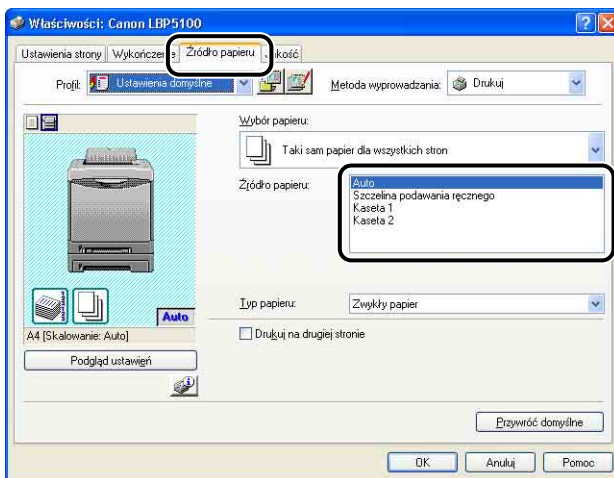 Właściwości: Canon LBP5100
Ustawienia strony Wykończenie Źródło papieru Jakość
Profil: Ustawienia domyślne Metoda wyprowadzania: Drukuj
Wybór papieru:
Taki sam papier dla wszystkich stron
Źródło papieru:
Auto
Szczelina podawania ręcznego
Kaseta 1
Kaseta 2
Auto
Typ papieru: Zwykły papier
A4 [Skalowanie: Auto]
Drukuj na drugiej stronie
Podgląd ustawień
Przywróć domyślne
OK Anuluj Pomoc